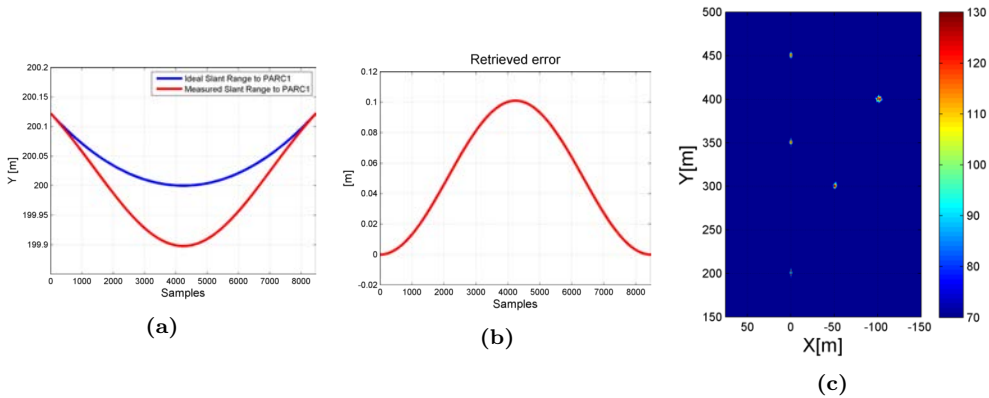 200.2
200.15
200.1
200.05
200
199.95
199.9
Y [m]
Ideal Slant Range to PARC1
Measured Slant Range to PARC1
0 1000 2000 3000 4000 5000 6000 7000 8000
Samples
(a)
Retrieved error
0.12
0.1
0.08
0.06
0.04
0.02
0
-0.02
[m]
0 1000 2000 3000 4000 5000 6000 7000 8000
Samples
(b)
500
450
400
350
300
250
200
150
Y[m]
50 0 -50 -100 -150
X[m]
130
120
110
100
90
80
70
(c)